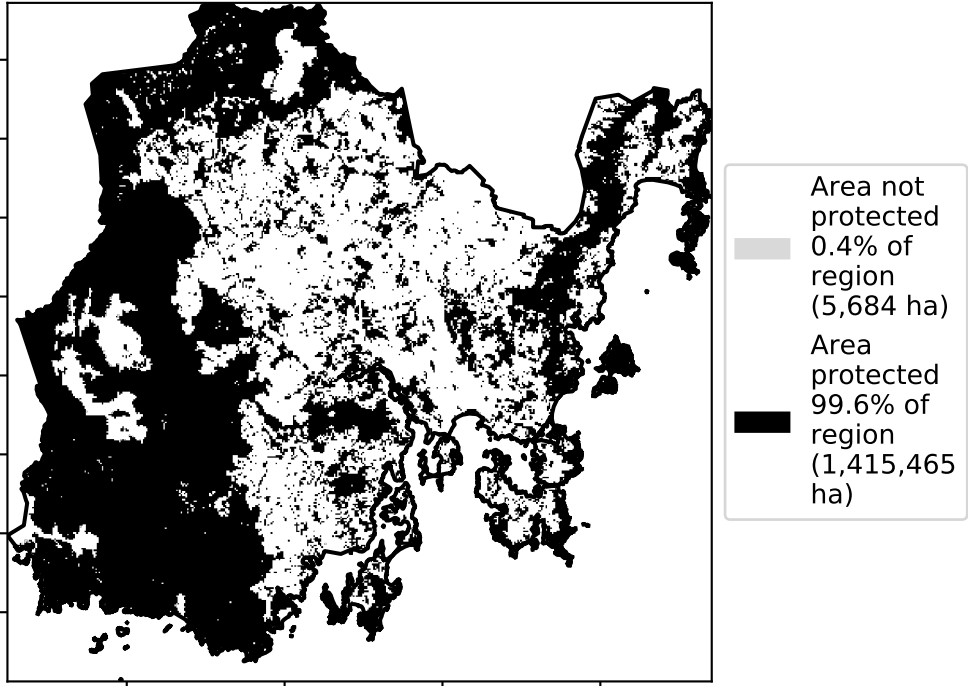 Area not
protected
0.4% of
region
(5,684 ha)
Area
protected
99.6% of
region
(1,415,465
ha)